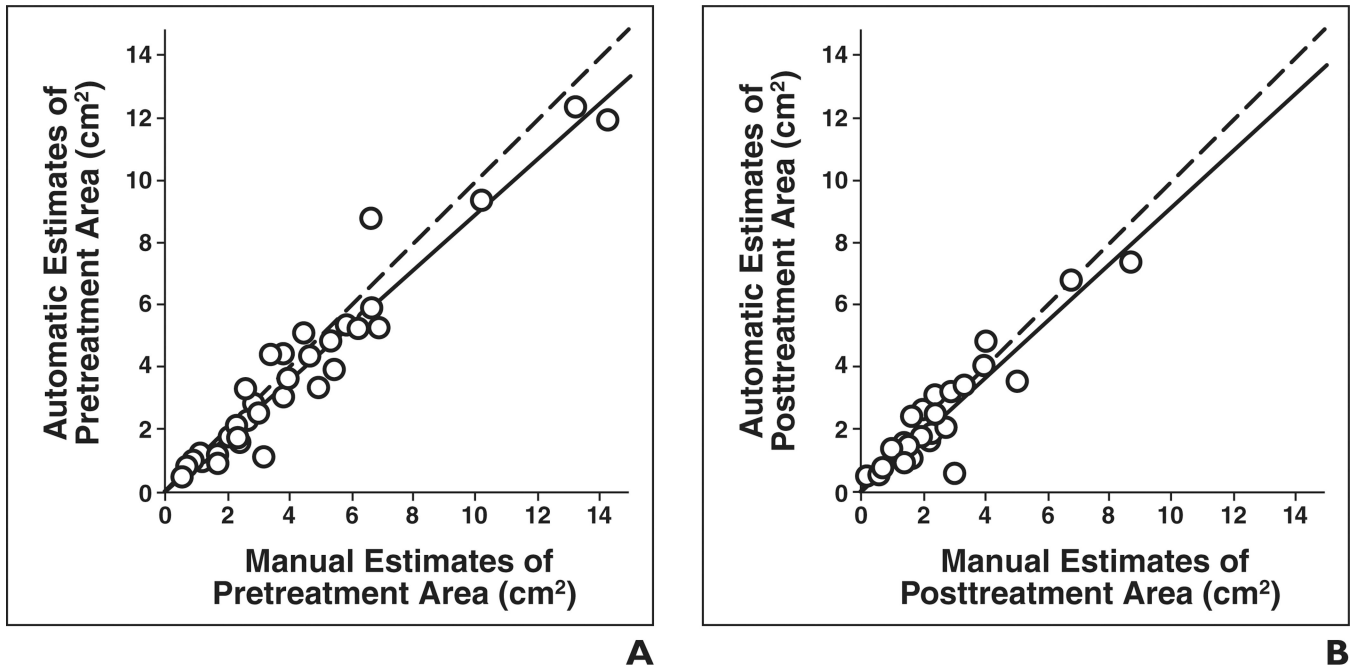 Automatic Estimates of
Pretreatment Area (cm²)
14
12
10
8
6
4
2
0
0 2 4 6 8 10 12 14
Manual Estimates of
Pretreatment Area (cm²)
A
Automatic Estimates of
Posttreatment Area (cm²)
14
12
10
8
6
4
2
0
0 2 4 6 8 10 12 14
Manual Estimates of
Posttreatment Area (cm²)
B